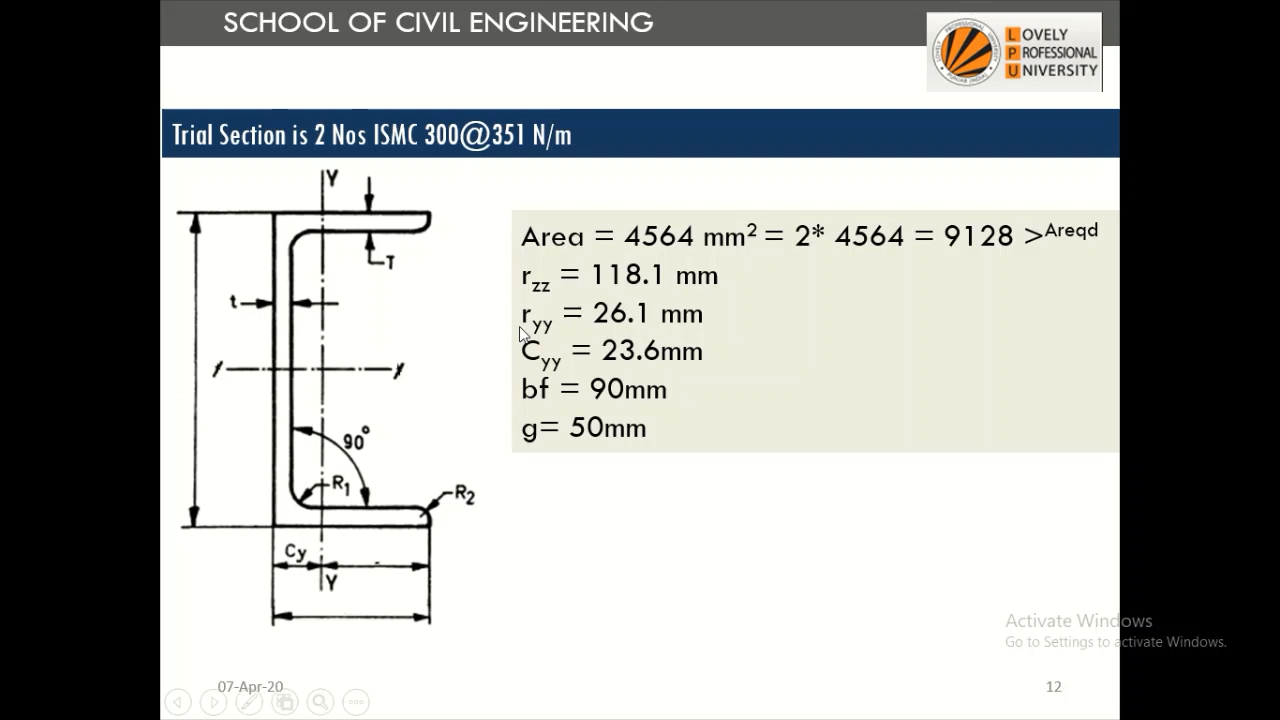 SCHOOL OF CIVIL ENGINEERING
LOVELY
PROFESSIONAL
UNIVERSITY
Trial Section is 2 Nos ISMC 300@351 N/m
Y
T
t
90°
R1
R2
Cy
Y
Area = 4564 mm² = 2* 4564 = 9128 >Areqd
rzz = 118.1 mm
ryy = 26.1 mm
Cyy = 23.6mm
bf = 90mm
g= 50mm
Activate Windows
Go to Settings to activate Windows.
07-Apr-20
12